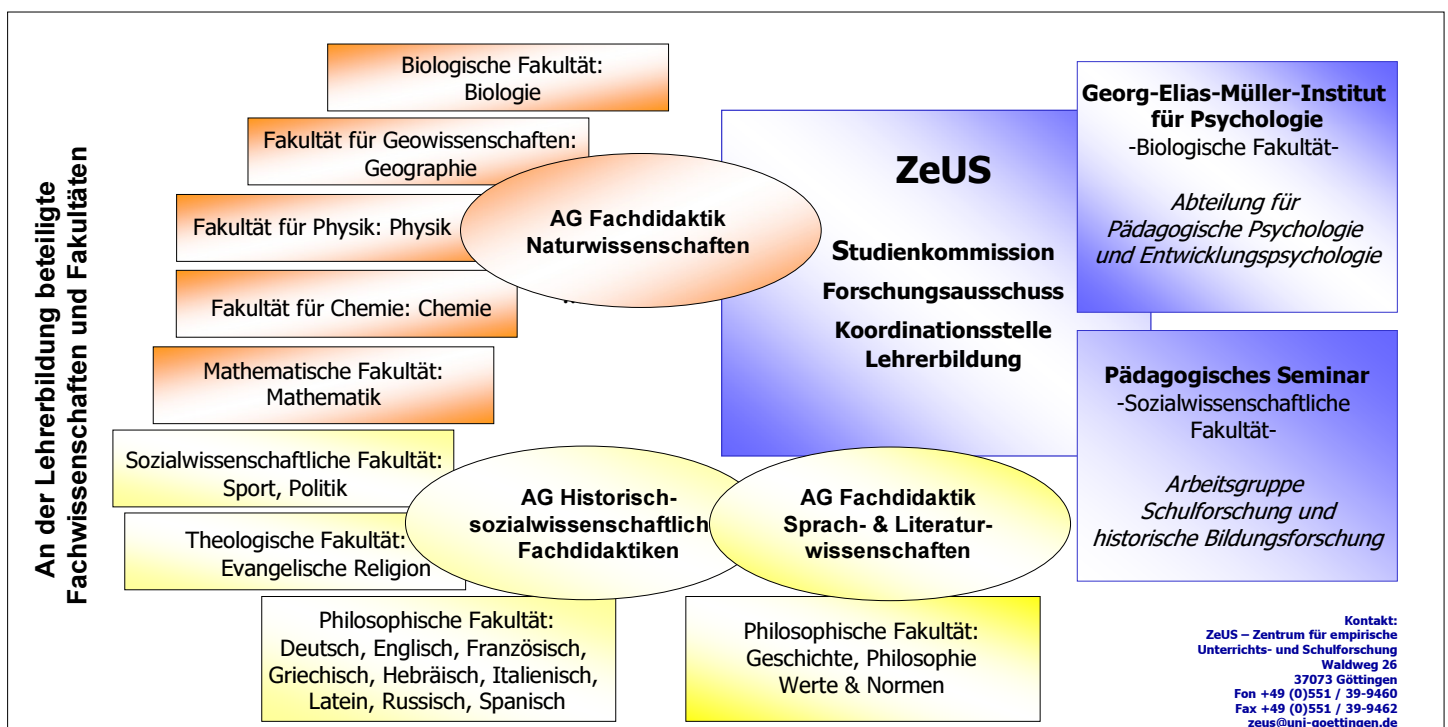 An der Lehrerbildung beteiligte
Fachwissenschaften und Fakultäten
Biologische Fakultät:
Biologie
Fakultät für Geowissenschaften:
Geographie
Fakultät für Physik: Physik
Fakultät für Chemie: Chemie
Mathematische Fakultät:
Mathematik
Sozialwissenschaftliche Fakultät:
Sport, Politik
Theologische Fakultät:
Evangelische Religion
Philosophische Fakultät:
Deutsch, Englisch, Französisch,
Griechisch, Hebräisch, Italienisch,
Latein, Russisch, Spanisch
Philosophische Fakultät:
Geschichte, Philosophie
Werte & Normen
AG Fachdidaktik
Naturwissenschaften
AG Historisch-
sozialwissenschaftlich
Fachdidaktiken
AG Fachdidaktik
Sprach- & Literatur-
wissenschaften
ZeUS
Studienkommission
Forschungsausschuss
Koordinationsstelle
Lehrerbildung
Georg-Elias-Müller-Institut
für Psychologie
-Biologische Fakultät-
Abteilung für
Pädagogische Psychologie
und Entwicklungspsychologie
Pädagogisches Seminar
-Sozialwissenschaftliche
Fakultät-
Arbeitsgruppe
Schulforschung und
historische Bildungsforschung
Kontakt:
ZeUS – Zentrum für empirische
Unterrichts- und Schulforschung
Waldweg 26
37073 Göttingen
Fon +49 (0)551 / 39-9460
Fax +49 (0)551 / 39-9462
zeus@uni-goettingen.de